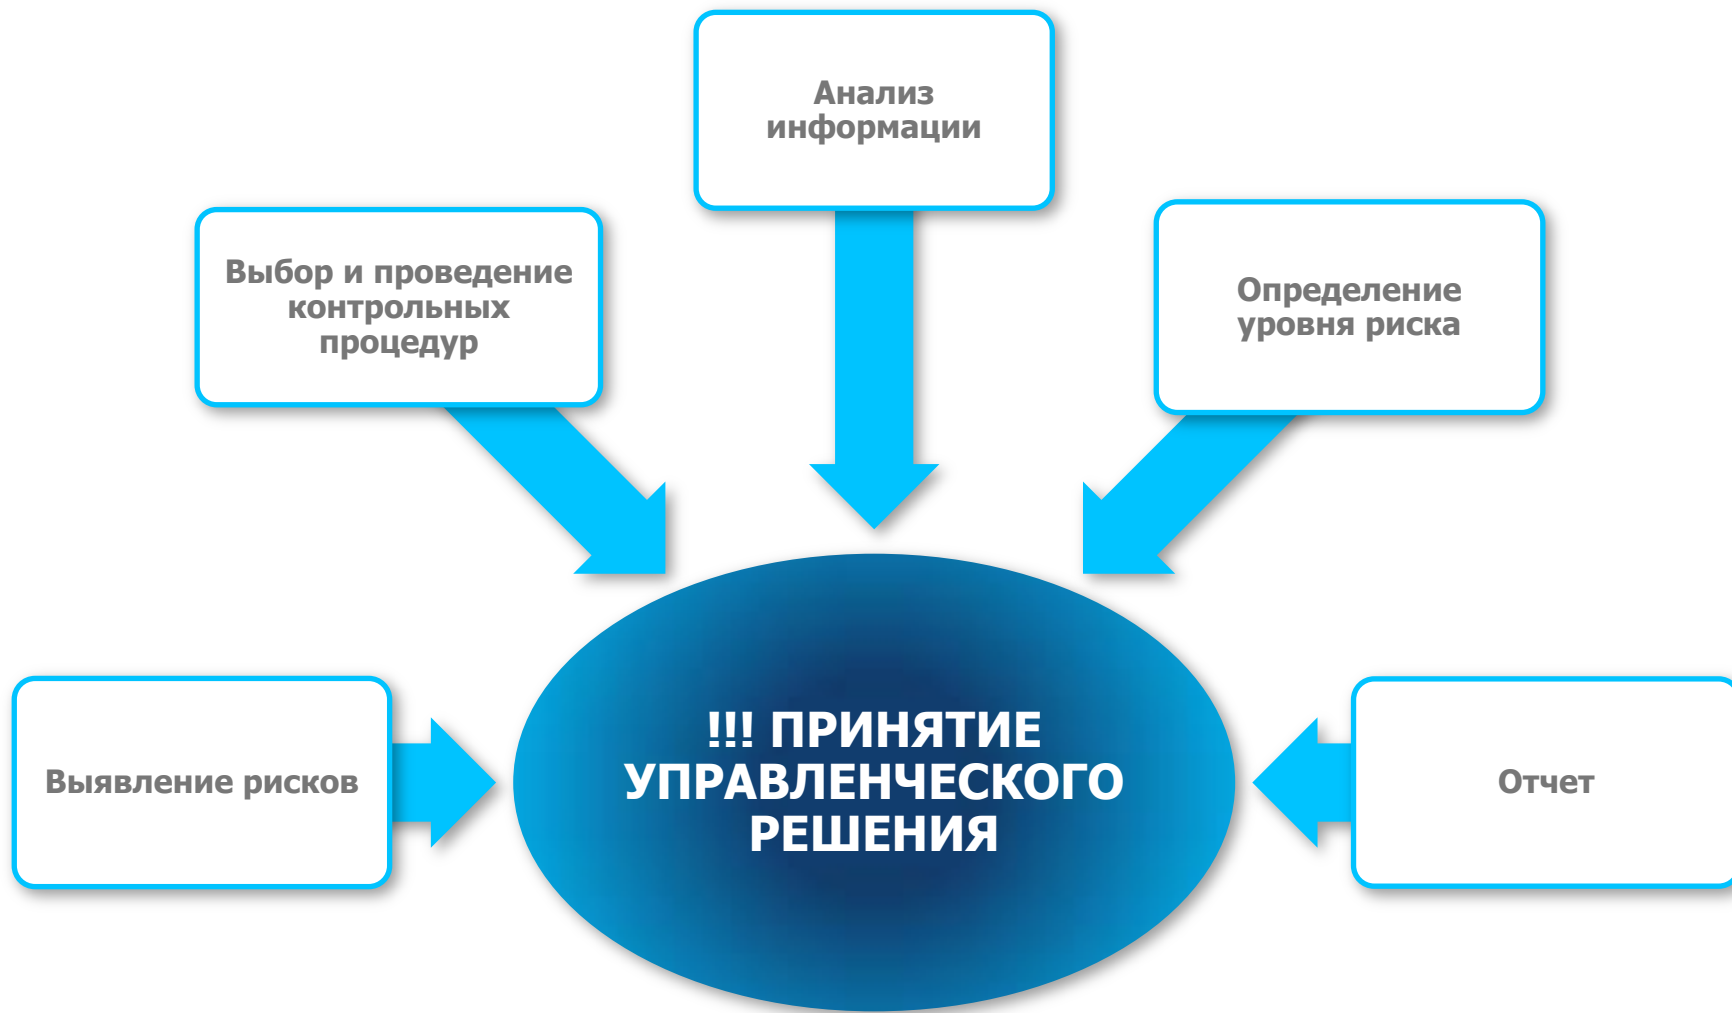 Анализ
информации
Выбор и проведение
контрольных
процедур
Определение
уровня риска
Выявление рисков
!!! ПРИНЯТИЕ
УПРАВЛЕНЧЕСКОГО
РЕШЕНИЯ
Отчет